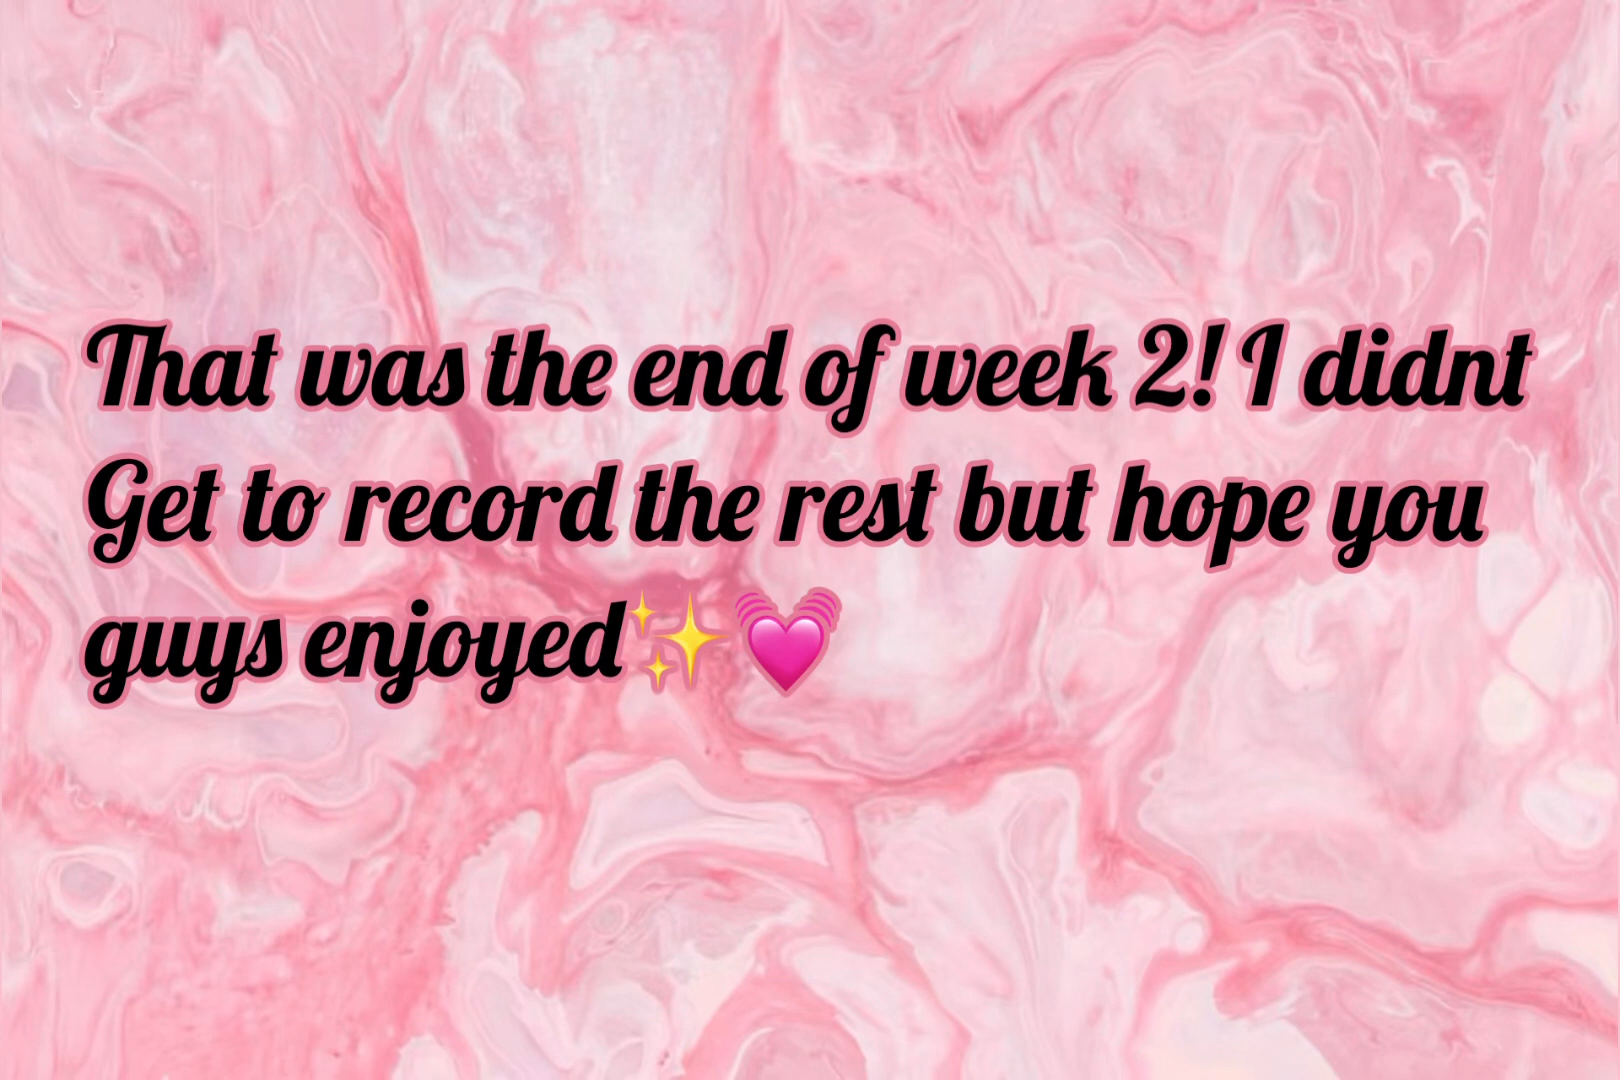 That was the end of week 2! I didnt
Get to record the rest but hope you
guys enjoyed✨💓